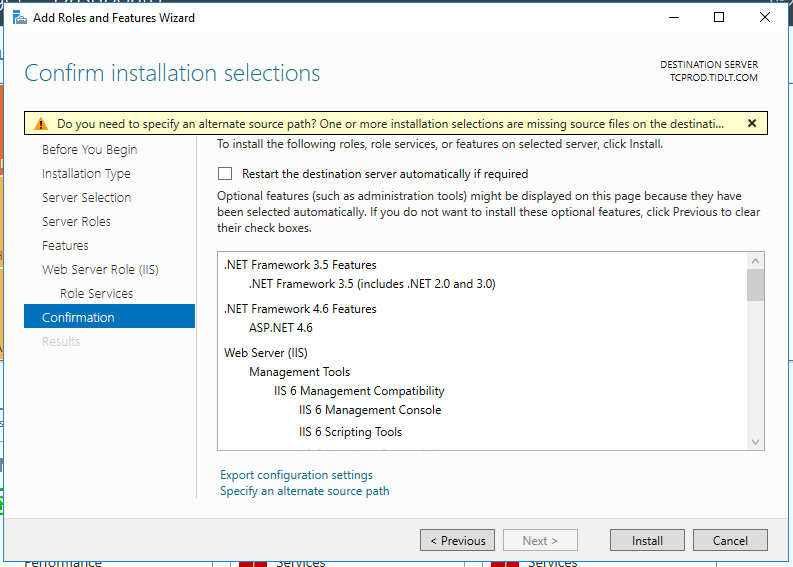 Add Roles and Features Wizard
Confirm installation selections
DESTINATION SERVER
TCPROD.TIDLT.COM
Do you need to specify an alternate source path? One or more installation selections are missing source files on the destinati...
Before You Begin
Installation Type
Server Selection
Server Roles
Features
Web Server Role (IIS)
Role Services
Confirmation
Results
To install the following roles, role services, or features on selected server, click Install.
Restart the destination server automatically if required
Optional features (such as administration tools) might be displayed on this page because they have
been selected automatically. If you do not want to install these optional features, click Previous to clear
their check boxes.
.NET Framework 3.5 Features
.NET Framework 3.5 (includes .NET 2.0 and 3.0)
.NET Framework 4.6 Features
ASP.NET 4.6
Web Server (IIS)
Management Tools
IIS 6 Management Compatibility
IIS 6 Management Console
IIS 6 Scripting Tools
Export configuration settings
Specify an alternate source path
< Previous
Next >
Install
Cancel
Performance
Services
Services